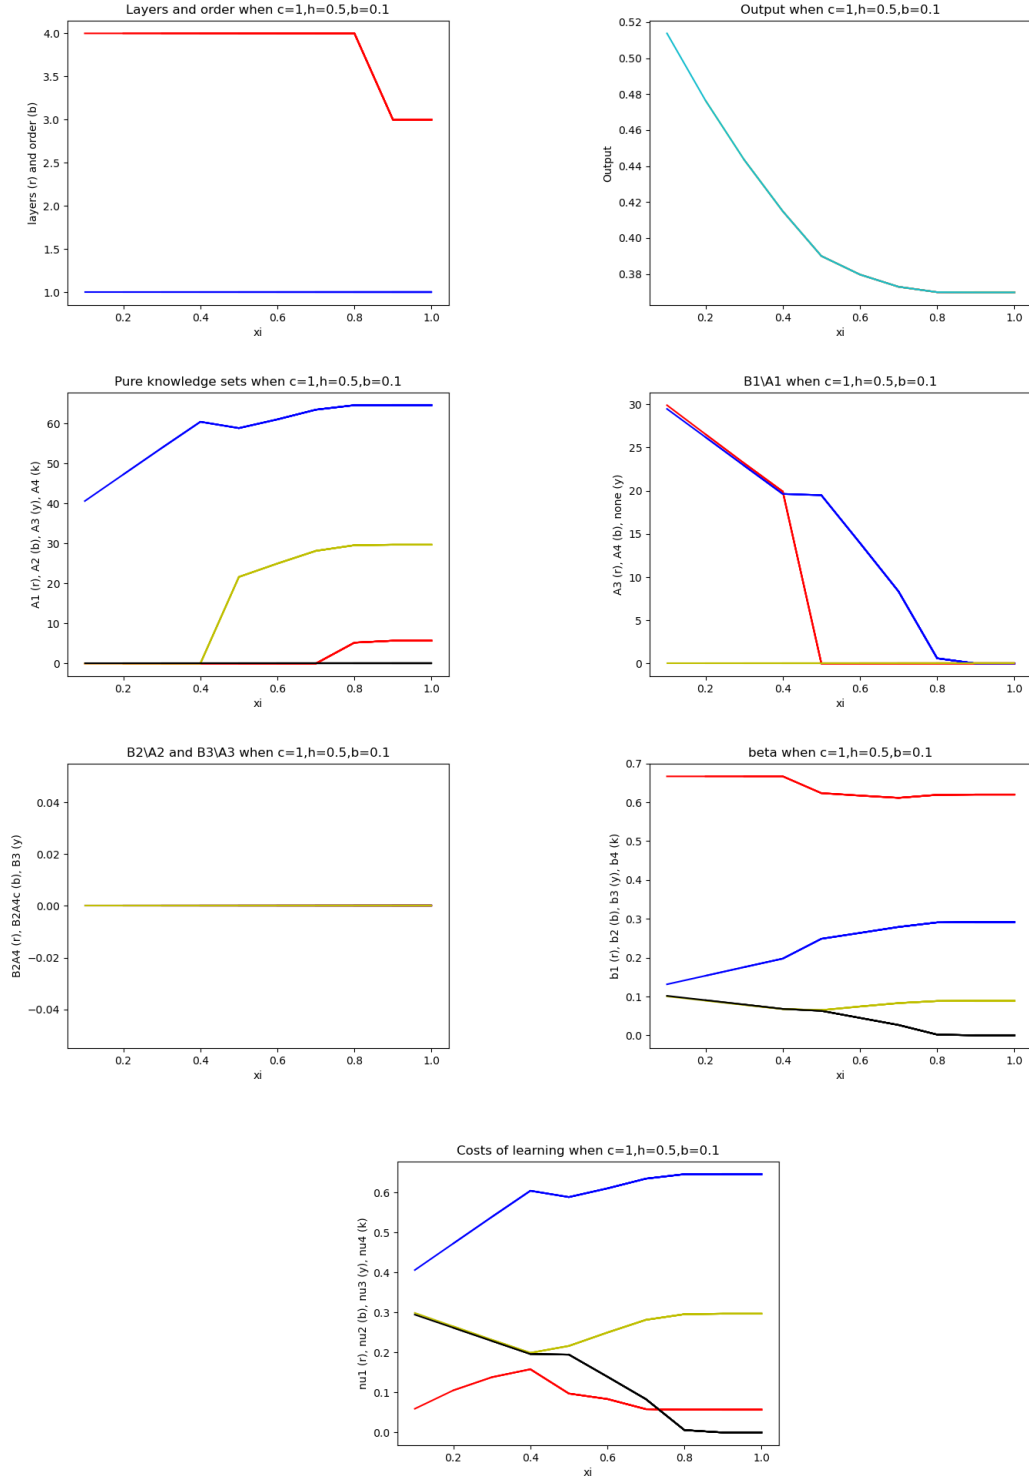 Layers and order when c=1,h=0.5,b=0.1
layers (r) and order (b)
4.0
3.5
3.0
2.5
2.0
1.5
1.0
0.2 0.4 0.6 0.8 1.0
xi
Output when c=1,h=0.5,b=0.1
Output
0.52
0.50
0.48
0.46
0.44
0.42
0.40
0.38
0.2 0.4 0.6 0.8 1.0
xi
Pure knowledge sets when c=1,h=0.5,b=0.1
A1 (r), A2 (b), A3 (y), A4 (k)
60
50
40
30
20
10
0
0.2 0.4 0.6 0.8 1.0
xi
B1\A1 when c=1,h=0.5,b=0.1
A3 (r), A4 (b), none (y)
30
25
20
15
10
5
0
0.2 0.4 0.6 0.8 1.0
xi
B2\A2 and B3\A3 when c=1,h=0.5,b=0.1
B2A4 (r), B2A4c (b), B3 (y)
0.04
0.02
0.00
−0.02
−0.04
0.2 0.4 0.6 0.8 1.0
xi
beta when c=1,h=0.5,b=0.1
b1 (r), b2 (b), b3 (y), b4 (k)
0.7
0.6
0.5
0.4
0.3
0.2
0.1
0.0
0.2 0.4 0.6 0.8 1.0
xi
Costs of learning when c=1,h=0.5,b=0.1
nu1 (r), nu2 (b), nu3 (y), nu4 (k)
0.6
0.5
0.4
0.3
0.2
0.1
0.0
0.2 0.4 0.6 0.8 1.0
xi